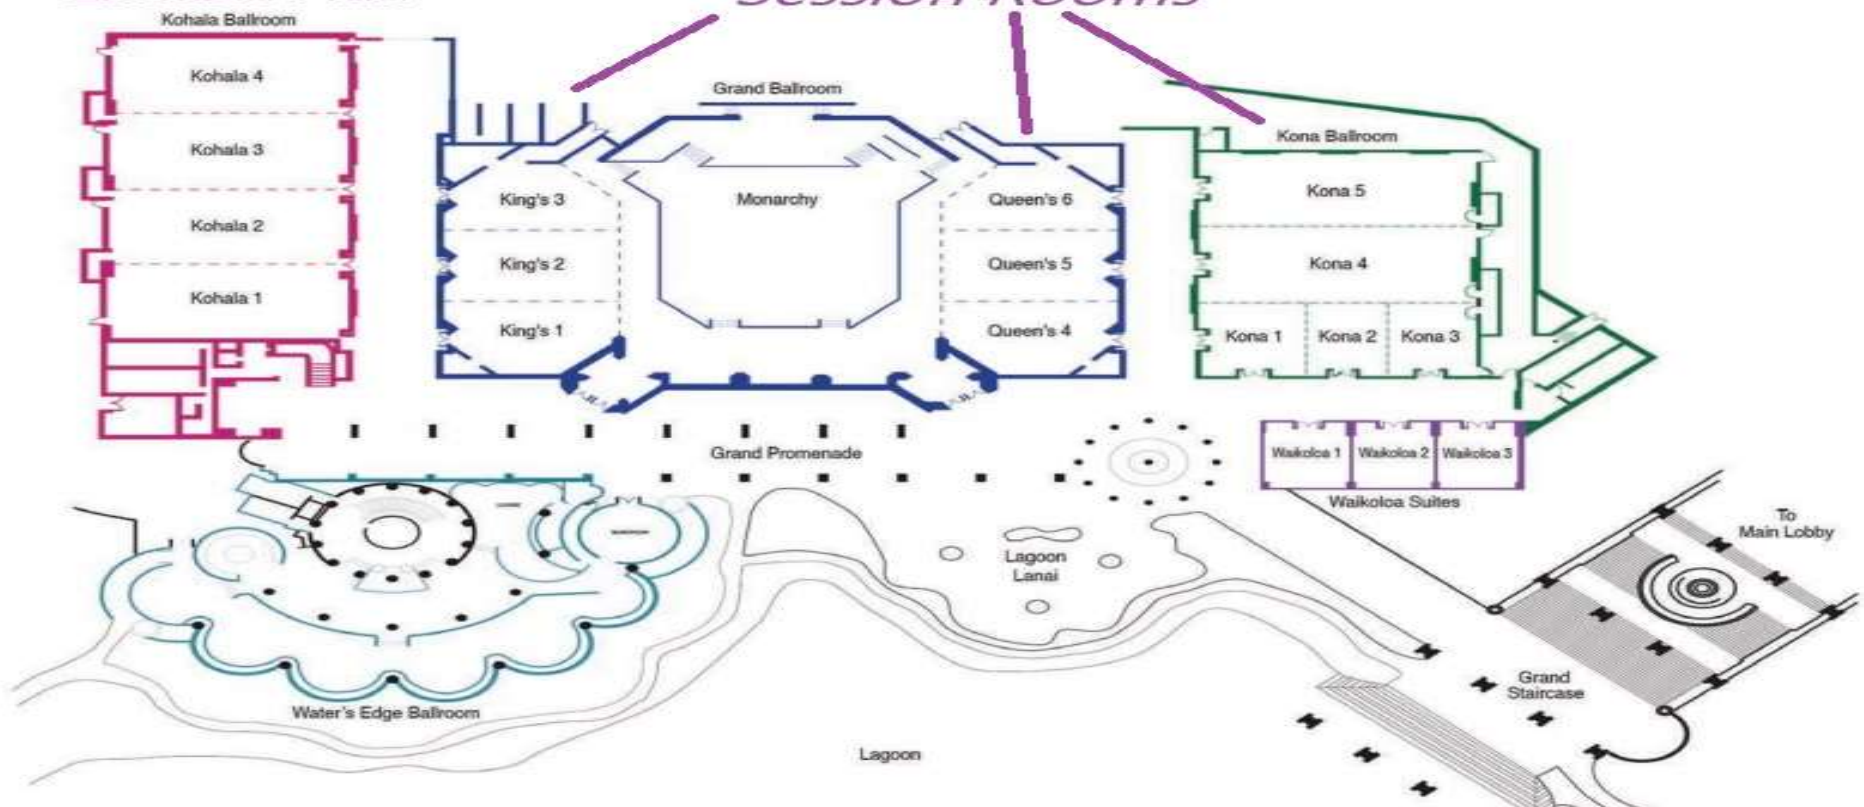 Session Rooms
Kohala Ballroom
Kohala 4
Kohala 3
Kohala 2
Kohala 1
Grand Ballroom
King's 3
King's 2
King's 1
Monarchy
Queen's 6
Queen's 5
Queen's 4
Kona Ballroom
Kona 5
Kona 4
Kona 1
Kona 2
Kona 3
Grand Promenade
Waikoloa 1
Waikoloa 2
Waikoloa 3
Waikoloa Suites
To
Main Lobby
Lagoon
Lanai
Grand
Staircase
Water's Edge Ballroom
Lagoon